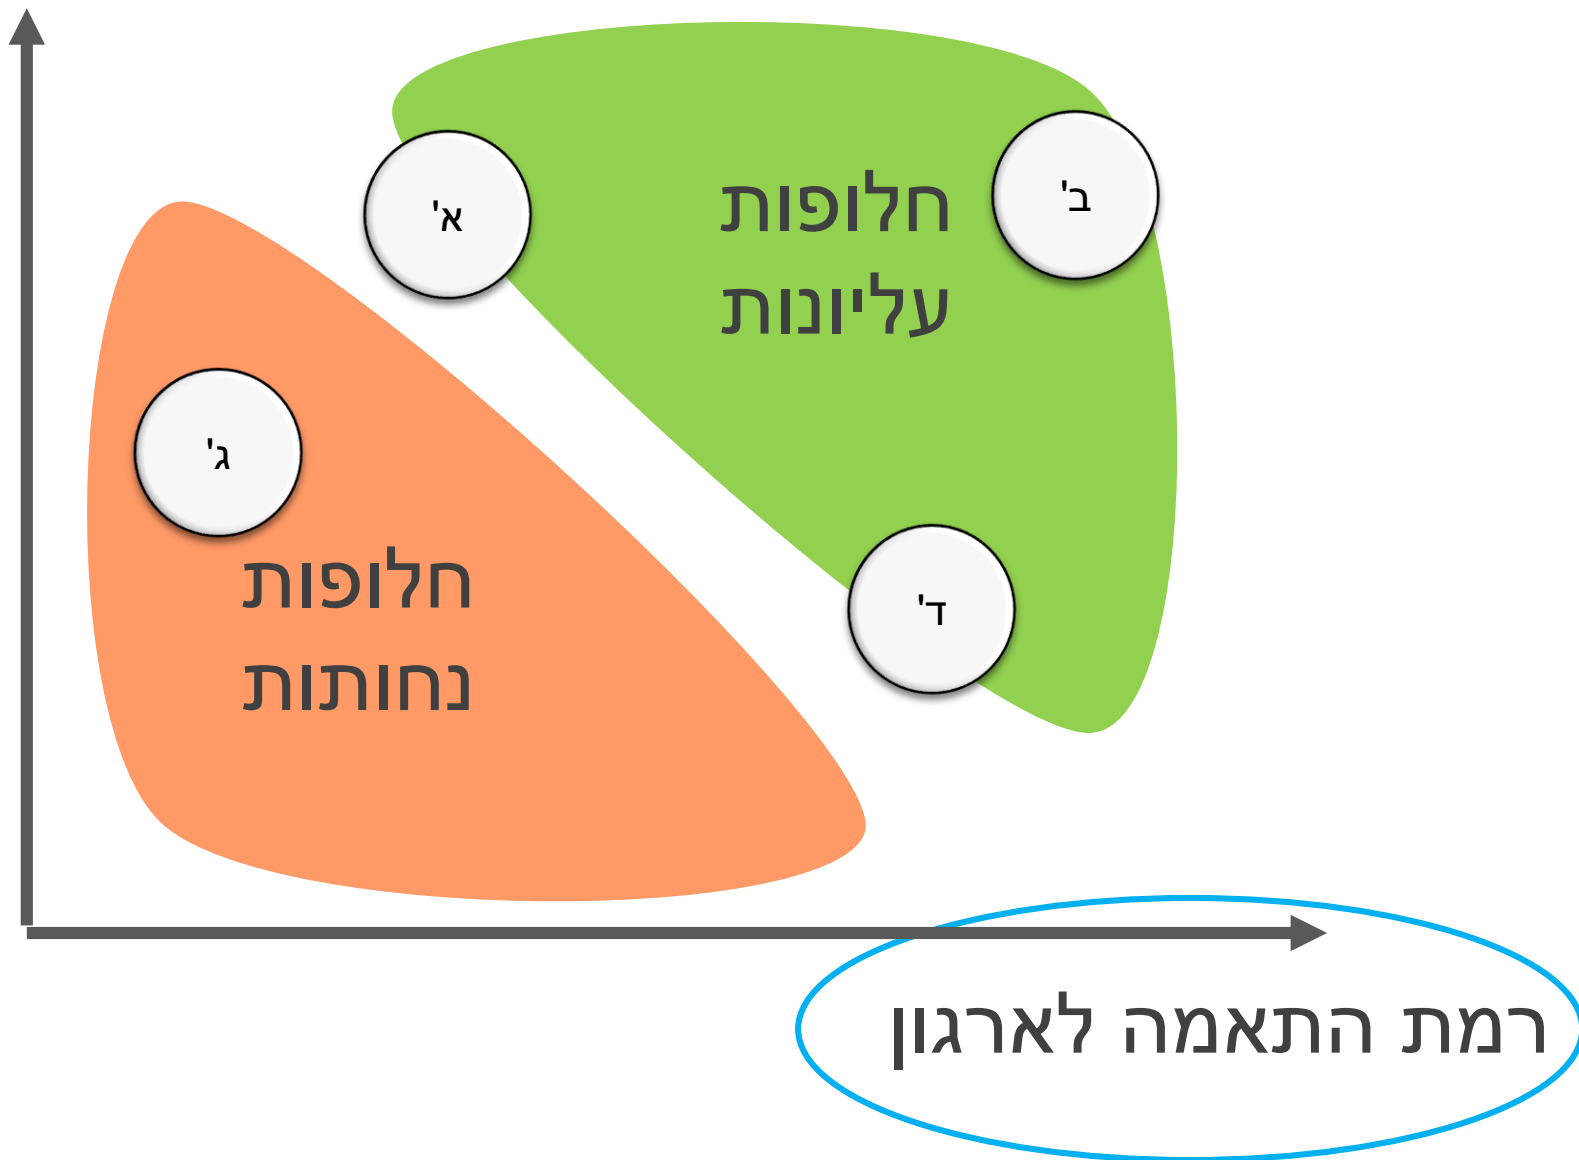 ב'
חלופות
עליונות
א'
ג'
חלופות
נחותות
ד'
רמת התאמה לארגון